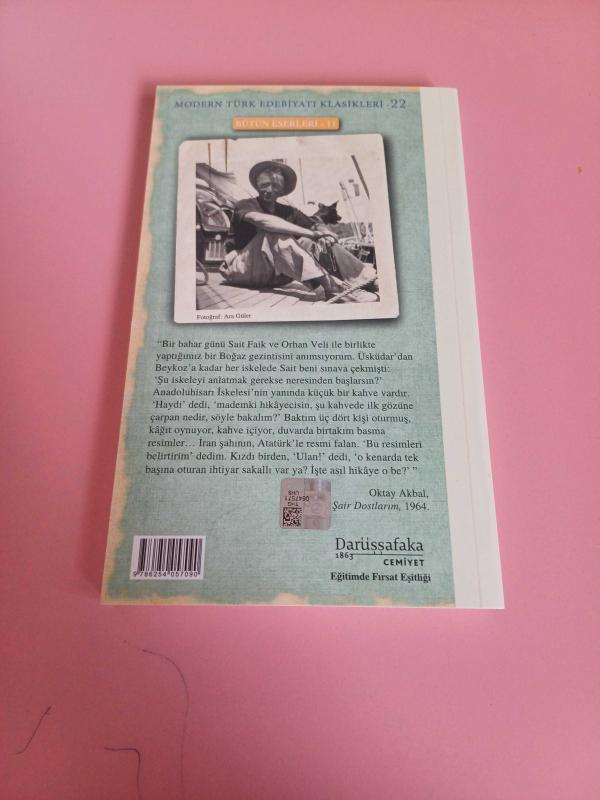 MODERN TÜRK EDEBİYATI KLASİKLERİ -22
BÜTÜN ESERLERİ - 11
Fotoğraf: Ara Güler
“Bir bahar günü Sait Faik ve Orhan Veli ile birlikte
yaptığımız bir Boğaz gezintisini anımsıyorum. Üsküdar’dan
Beykoz’a kadar her iskelede Sait beni sınava çekmişti:
‘Şu iskeleyi anlatmak gerekse neresinden başlarsın?’
Anadoluhisarı İskelesi’nin yanında küçük bir kahve vardır.
‘Haydi’ dedi, ‘mademki hikâyecisin, şu kahvede ilk gözüne
çarpan nedir, söyle bakalım?’ Baktım üç dört kişi oturmuş,
kâğıt oynuyor, kahve içiyor, duvarda birtakım basma
resimler… İran şahının, Atatürk’le resmi falan. ‘Bu resimleri
belirtirim’ dedim. Kızdı birden, ‘Ulan!’ dedi, ‘o kenarda tek
başına oturan ihtiyar sakallı var ya? İşte asıl hikâye o be?’ ”
Oktay Akbal,
Şair Dostlarım, 1964.
THG
UHS
0647571
Darüşşafaka
1863
CEMİYET
Eğitimde Fırsat Eşitliği
9 786254 057090